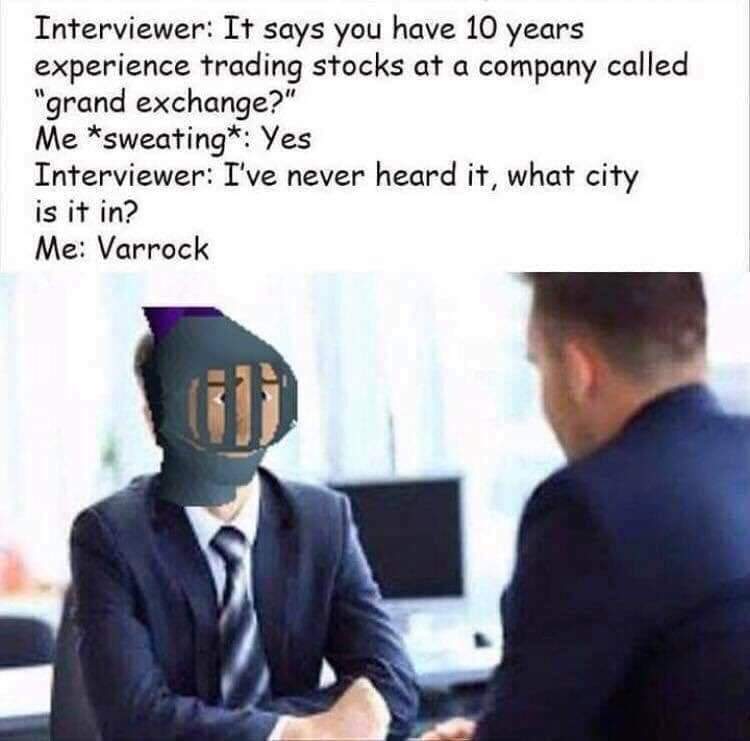 Interviewer: It says you have 10 years
experience trading stocks at a company called
"grand exchange?"
Me *sweating*: Yes
Interviewer: I've never heard it, what city
is it in?
Me: Varrock